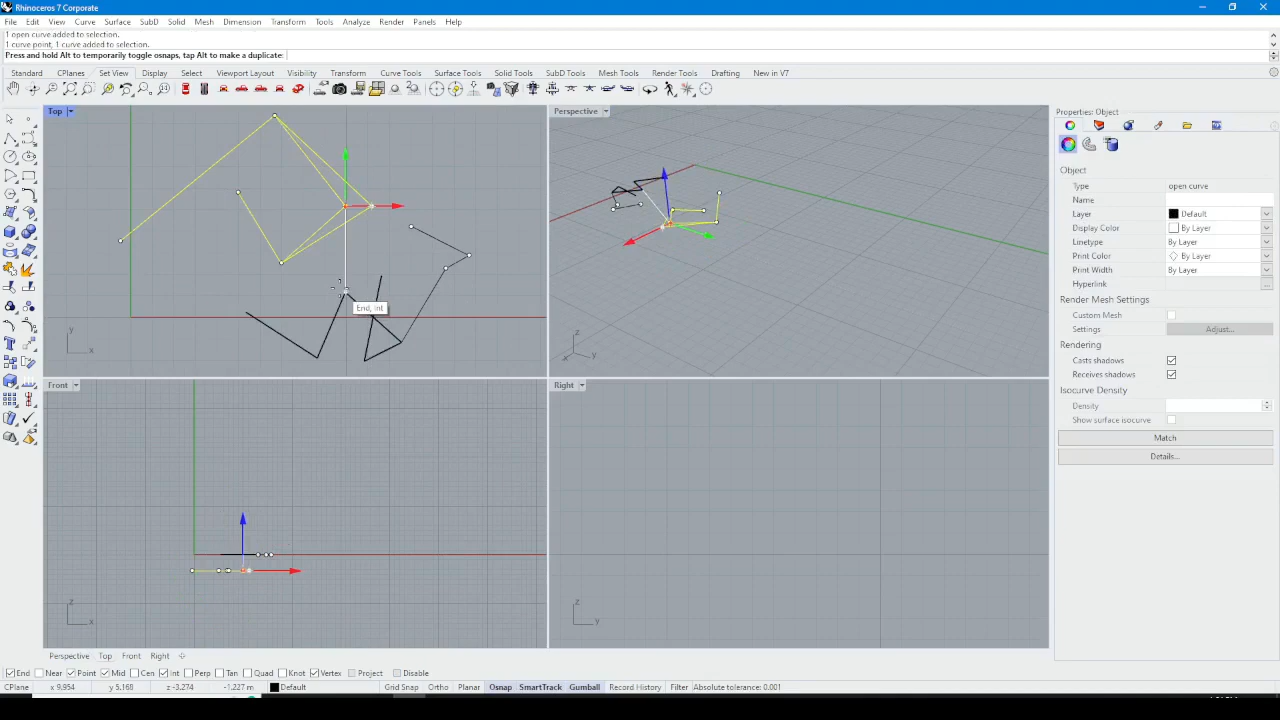 Rhinoceros 7 Corporate
File Edit View Curve Surface SubD Solid Mesh Dimension Transform Tools Analyze Render Panels Help
1 open curve added to selection.
1 curve point, 1 curve added to selection.
Press and hold Alt to temporarily toggle osnaps, tap Alt to make a duplicate:
Standard CPlanes Set View Display Select Viewport Layout Visibility Transform Curve Tools Surface Tools Solid Tools SubD Tools Mesh Tools Render Tools Drafting New in V7
Top
End, Int
y
x
Perspective
z
x y
Front
z
x
Right
z
y
Properties: Object
Object
Type open curve
Name
Layer Default
Display Color By Layer
Linetype By Layer
Print Color By Layer
Print Width By Layer
Hyperlink ...
Render Mesh Settings
Custom Mesh
Settings Adjust...
Rendering
Casts shadows
Receives shadows
Isocurve Density
Density
Show surface isocurve
Match
Details...
Perspective Top Front Right
End Near Point Mid Cen Int Perp Tan Quad Knot Vertex Project Disable
CPlane x 9.954 y 5.168 z -3.274 -1.227 m Default Grid Snap Ortho Planar Osnap SmartTrack Gumball Record History Filter Absolute tolerance: 0.001